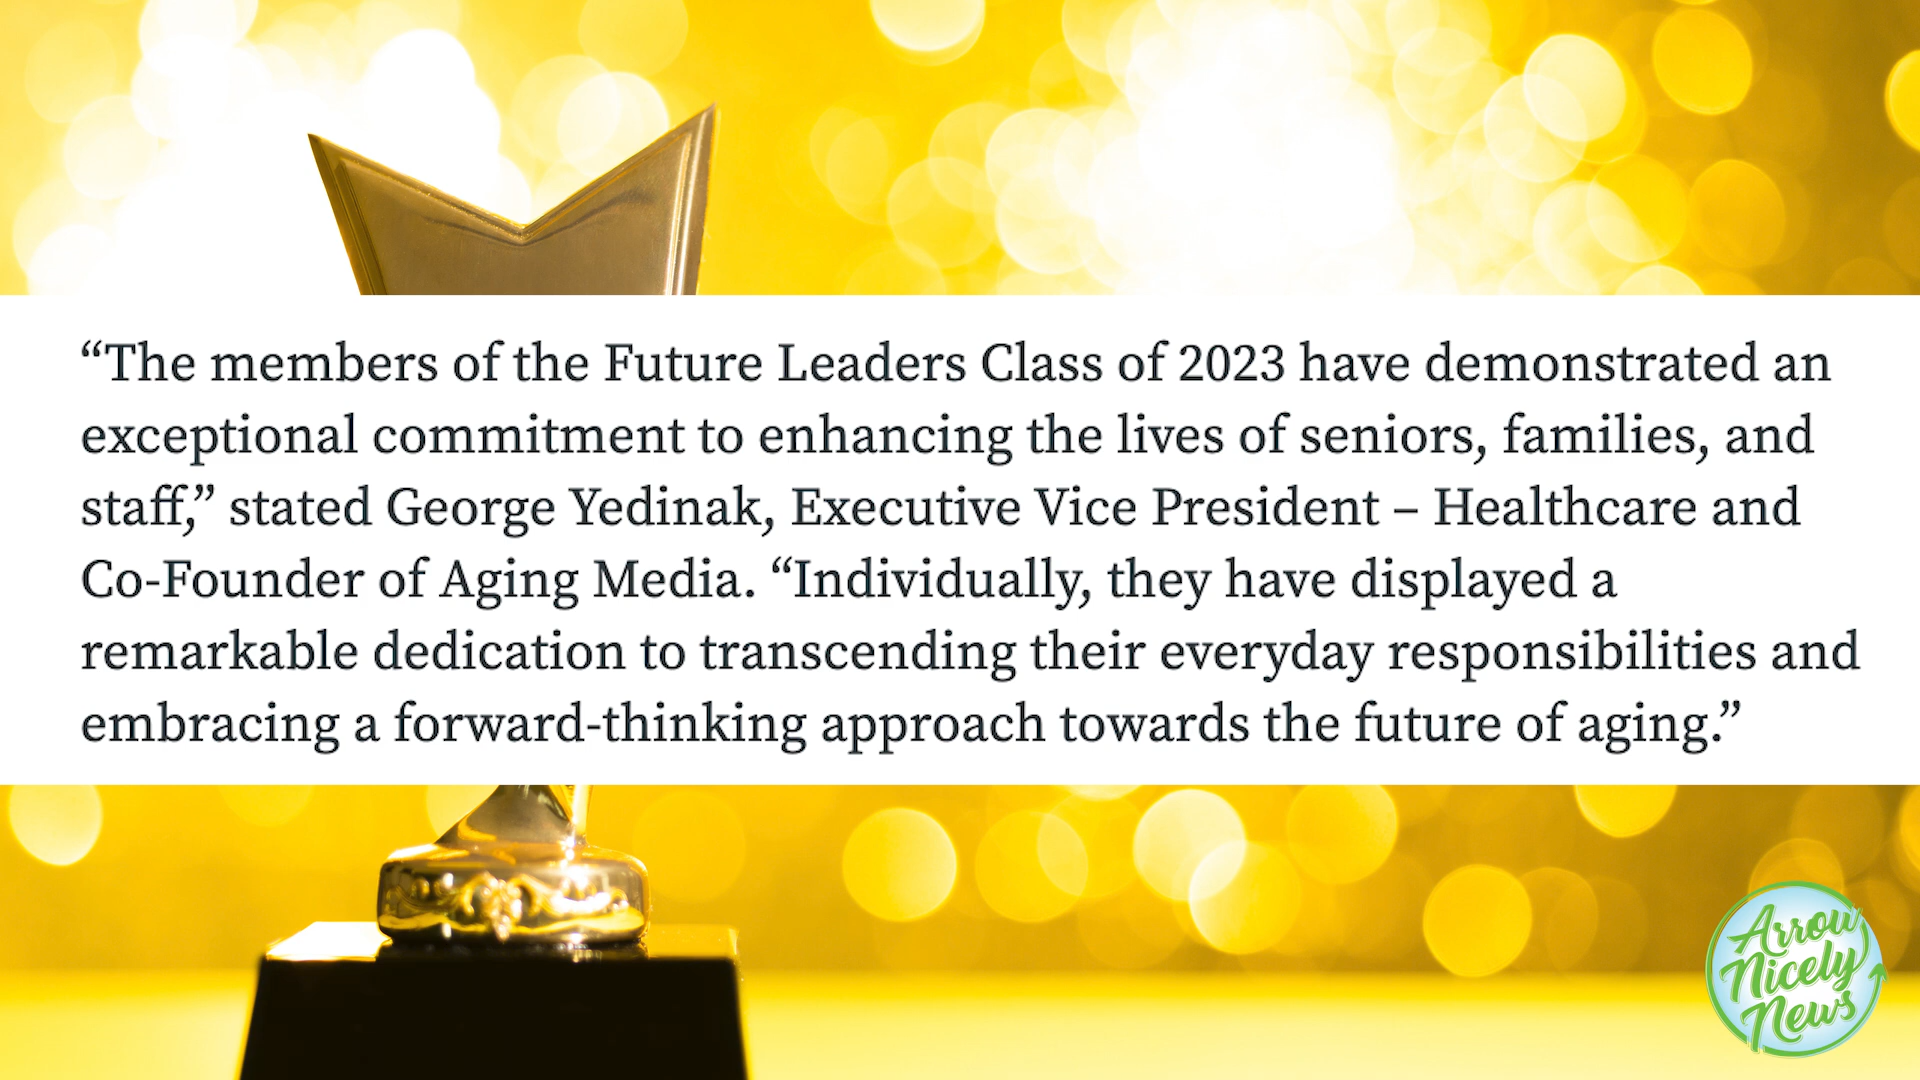 “The members of the Future Leaders Class of 2023 have demonstrated an
exceptional commitment to enhancing the lives of seniors, families, and
staff,” stated George Yedinak, Executive Vice President – Healthcare and
Co-Founder of Aging Media. “Individually, they have displayed a
remarkable dedication to transcending their everyday responsibilities and
embracing a forward-thinking approach towards the future of aging.”
Arrow
Nicely
News